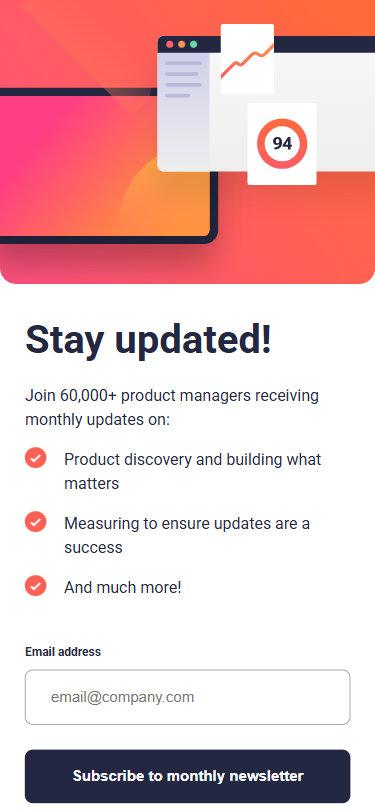 94
Stay updated!
Join 60,000+ product managers receiving
monthly updates on:
Product discovery and building what
matters
Measuring to ensure updates are a
success
And much more!
Email address
email@company.com
Subscribe to monthly newsletter